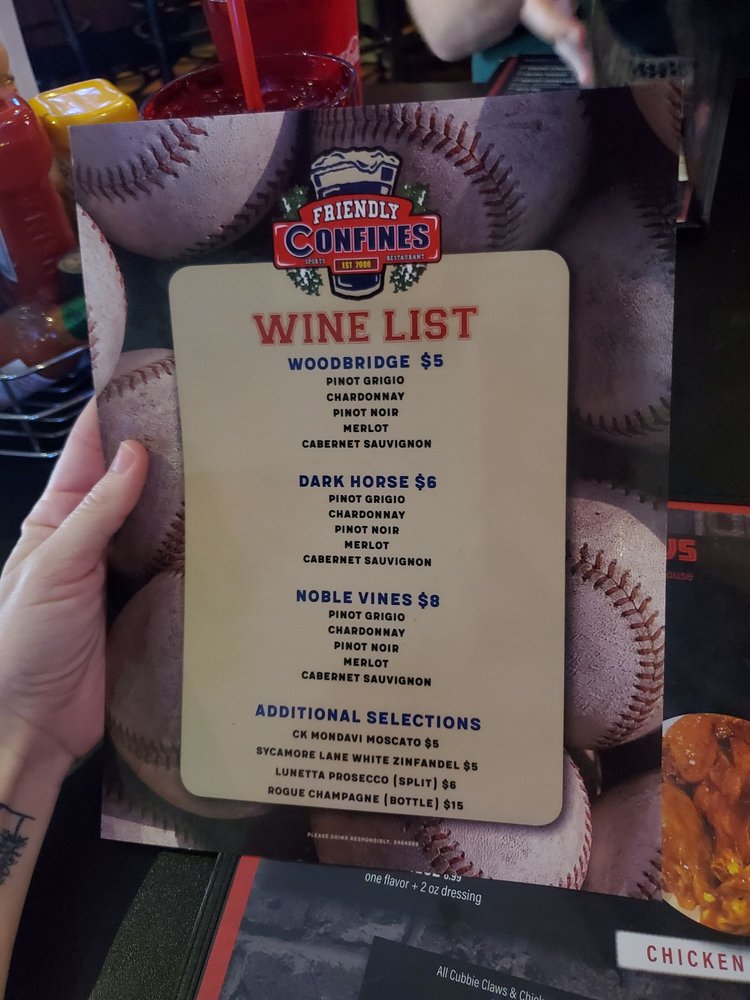 FRIENDLY
CONFINES
SPORTS RESTAURANT
EST 2000
WINE LIST
WOODBRIDGE $5
PINOT GRIGIO
CHARDONNAY
PINOT NOIR
MERLOT
CABERNET SAUVIGNON
DARK HORSE $6
PINOT GRIGIO
CHARDONNAY
PINOT NOIR
MERLOT
CABERNET SAUVIGNON
NOBLE VINES $8
PINOT GRIGIO
CHARDONNAY
PINOT NOIR
MERLOT
CABERNET SAUVIGNON
ADDITIONAL SELECTIONS
CK MONDAVI MOSCATO $5
SYCAMORE LANE WHITE ZINFANDEL $5
LUNETTA PROSECCO (SPLIT) $6
ROGUE CHAMPAGNE (BOTTLE) $15
PLEASE DRINK RESPONSIBLY.
one flavor + 2 oz dressing
CHICKEN
All Cubbie Claws &